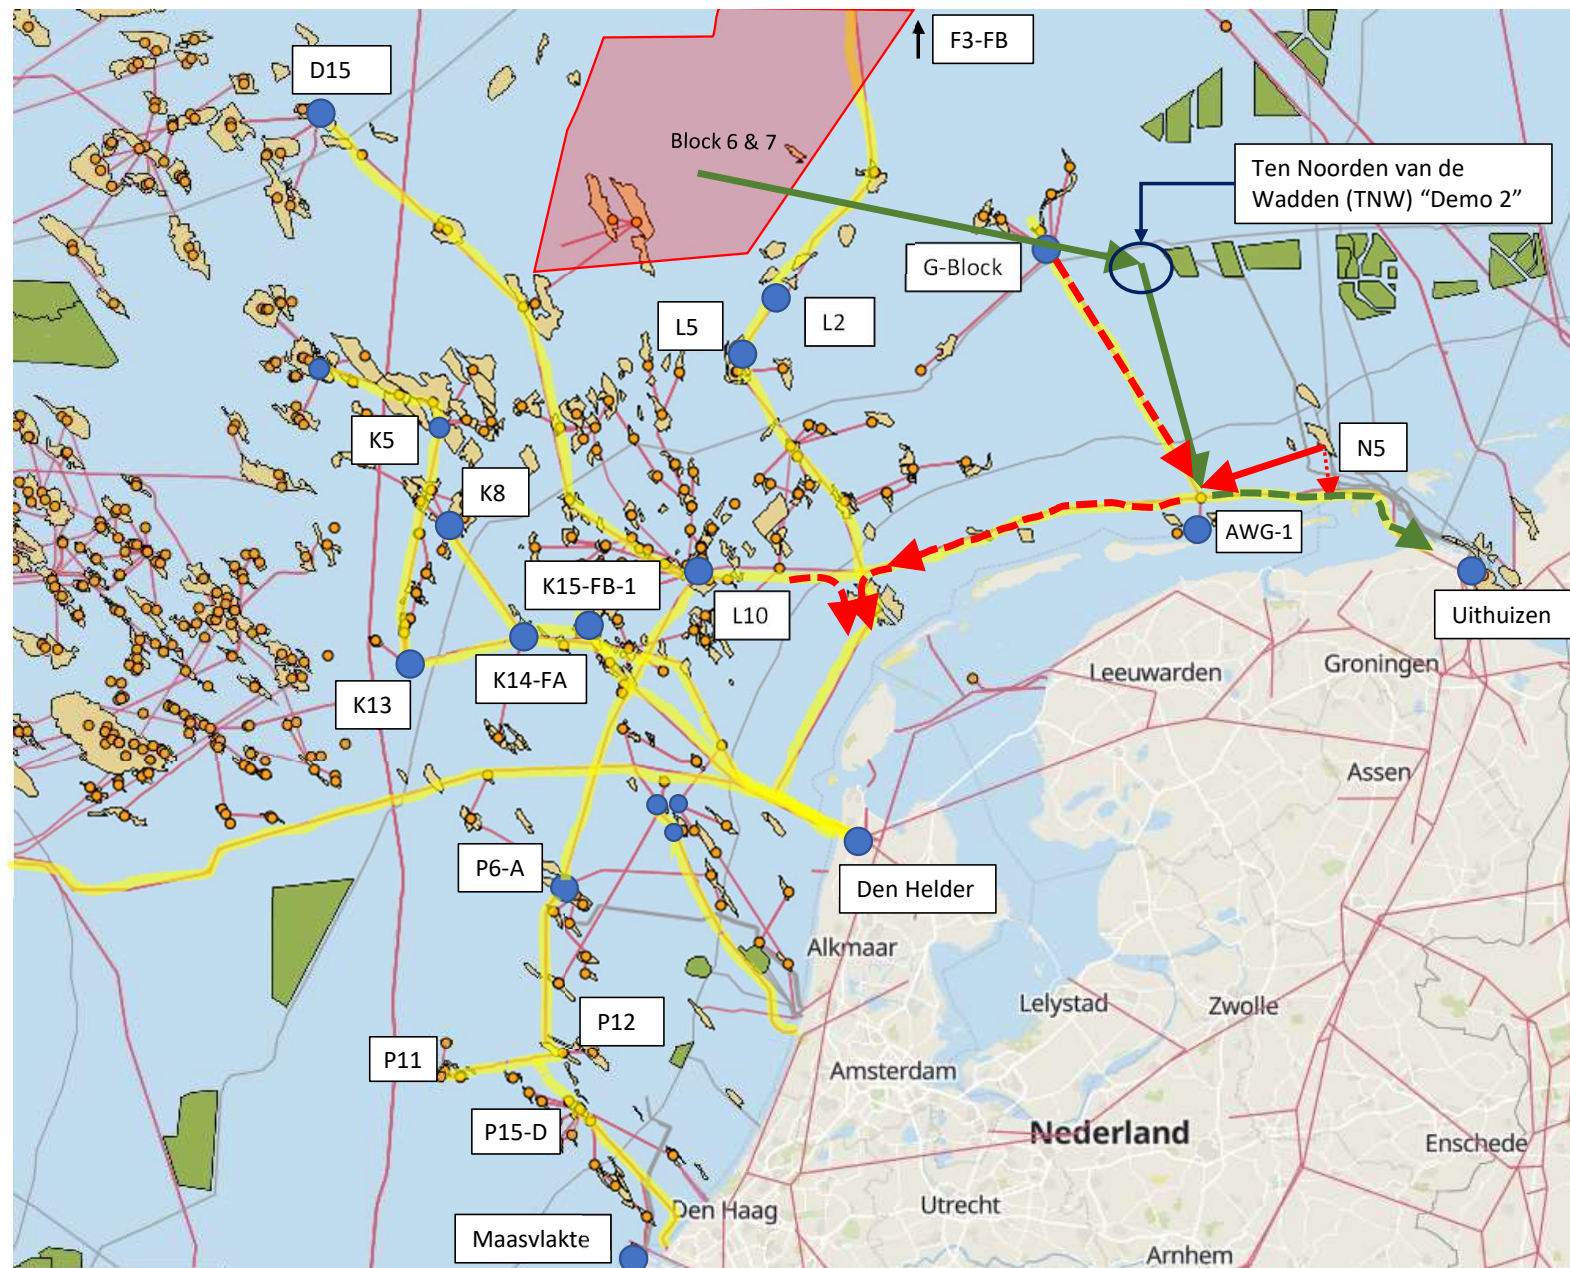 F3-FB
D15
Block 6 & 7
Ten Noorden van de
Wadden (TNW) “Demo 2”
G-Block
L5
L2
K5
N5
K8
AWG-1
K15-FB-1
L10
Uithuizen
K14-FA
Leeuwarden
Groningen
K13
Assen
P6-A
Den Helder
Alkmaar
Lelystad
Zwolle
P12
P11
Amsterdam
P15-D
Nederland
Enschede
Den Haag
Utrecht
Maasvlakte
Arnhem